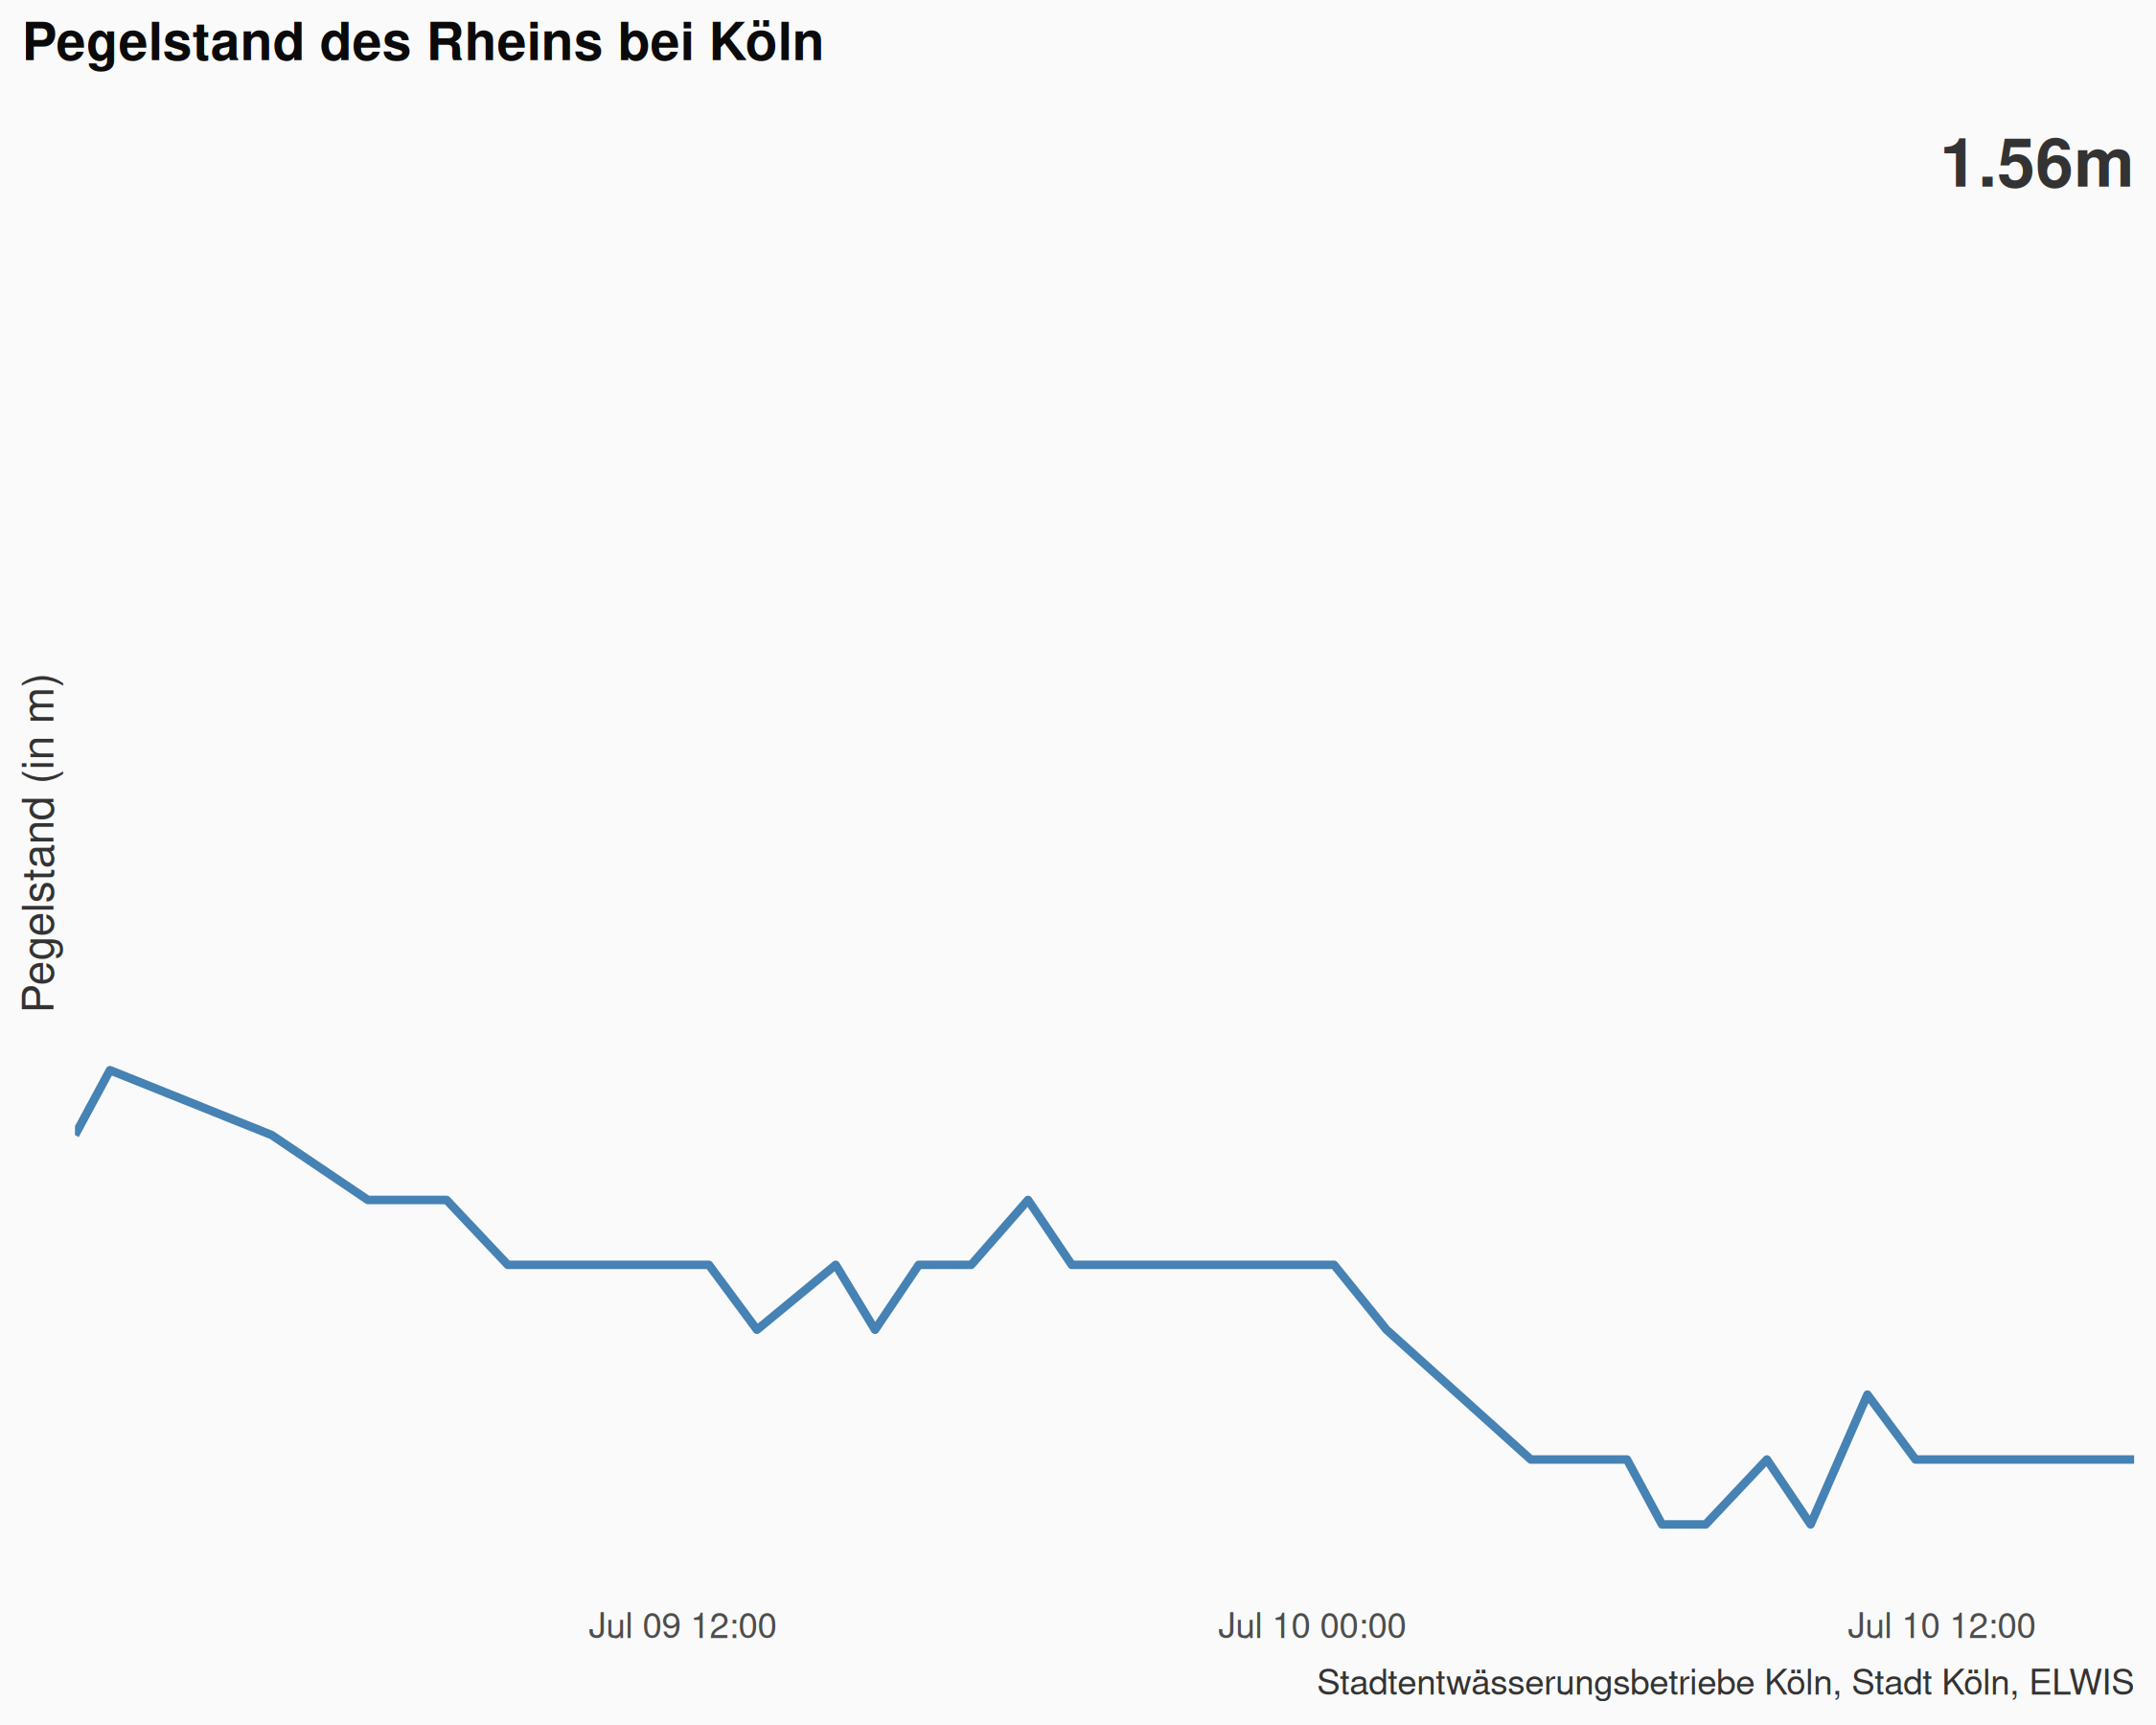 Pegelstand des Rheins bei Köln
1.56m
Pegelstand (in m)
Jul 09 12:00
Jul 10 00:00
Jul 10 12:00
Stadtentwässerungsbetriebe Köln, Stadt Köln, ELWIS